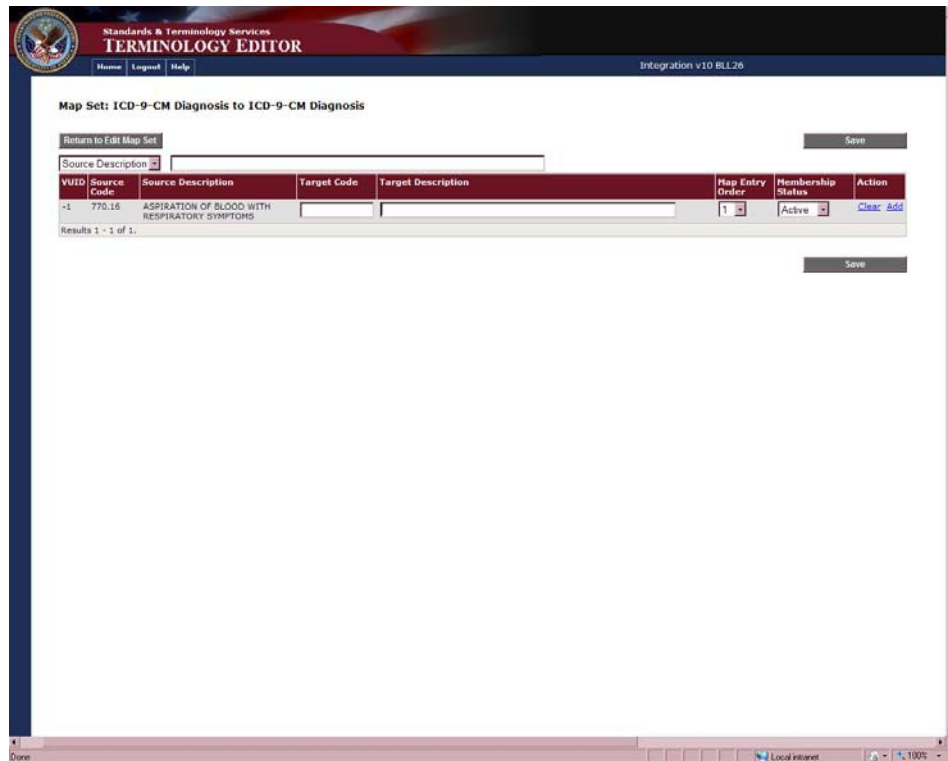 Standards & Terminology Services
TERMINOLOGY EDITOR
Home Logout Help
Integration v10 BLL26
Map Set: ICD-9-CM Diagnosis to ICD-9-CM Diagnosis
Return to Edit Map Set
Save
Source Description
VUID Source Code Source Description Target Code Target Description Map Entry Order Membership Status Action
-1 770.16 ASPIRATION OF BLOOD WITH RESPIRATORY SYMPTOMS 1 Active Clear Add
Results 1 - 1 of 1.
Save
Done Local intranet 100%